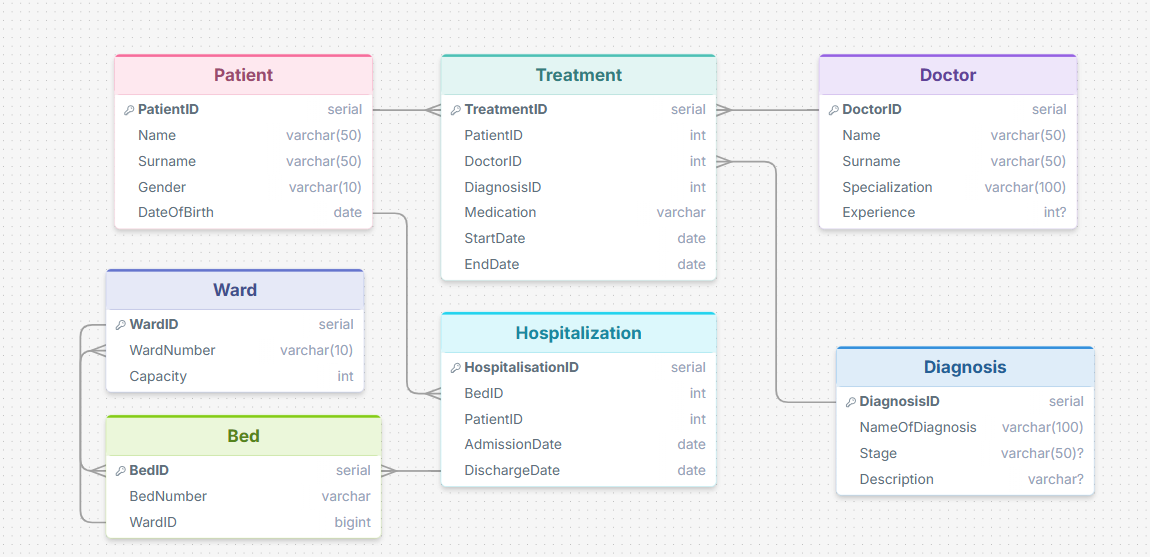 Patient
PatientID serial
Name varchar(50)
Surname varchar(50)
Gender varchar(10)
DateOfBirth date
Treatment
TreatmentID serial
PatientID int
DoctorID int
DiagnosisID int
Medication varchar
StartDate date
EndDate date
Doctor
DoctorID serial
Name varchar(50)
Surname varchar(50)
Specialization varchar(100)
Experience int?
Ward
WardID serial
WardNumber varchar(10)
Capacity int
Hospitalization
HospitalisationID serial
BedID int
PatientID int
AdmissionDate date
DischargeDate date
Diagnosis
DiagnosisID serial
NameOfDiagnosis varchar(100)
Stage varchar(50)?
Description varchar?
Bed
BedID serial
BedNumber varchar
WardID bigint